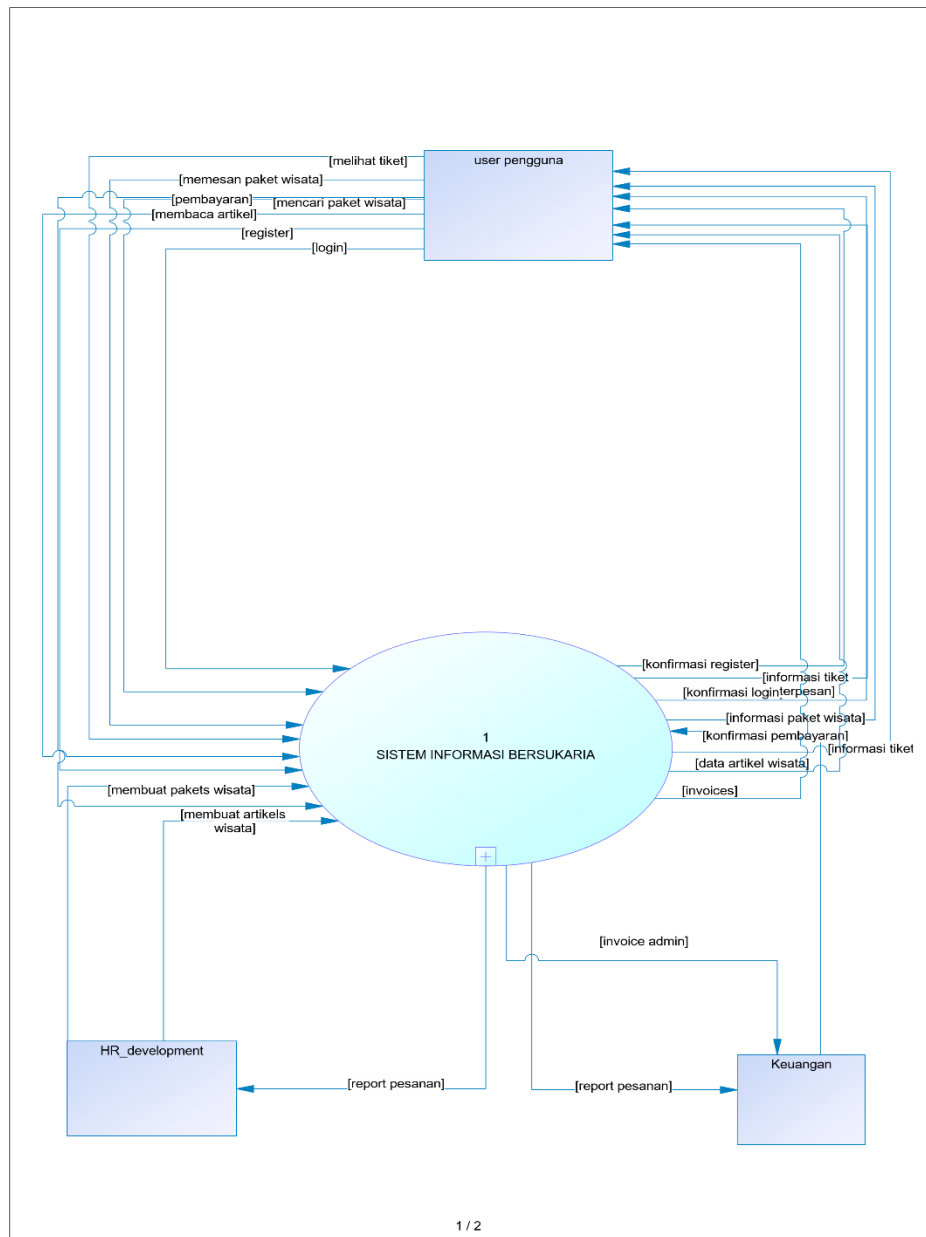 user pengguna
[melihat tiket]
[memesan paket wisata]
[pembayaran]
[mencari paket wisata]
[membaca artikel]
[register]
[login]
[konfirmasi register]
[informasi tiket
terpesan]
[konfirmasi login]
[informasi paket wisata]
[konfirmasi pembayaran]
1
SISTEM INFORMASI BERSUKARIA
[informasi tiket
[data artikel wisata]
[invoices]
[membuat pakets wisata]
[membuat artikels
wisata]
[invoice admin]
HR_development
Keuangan
[report pesanan]
[report pesanan]
1 / 2